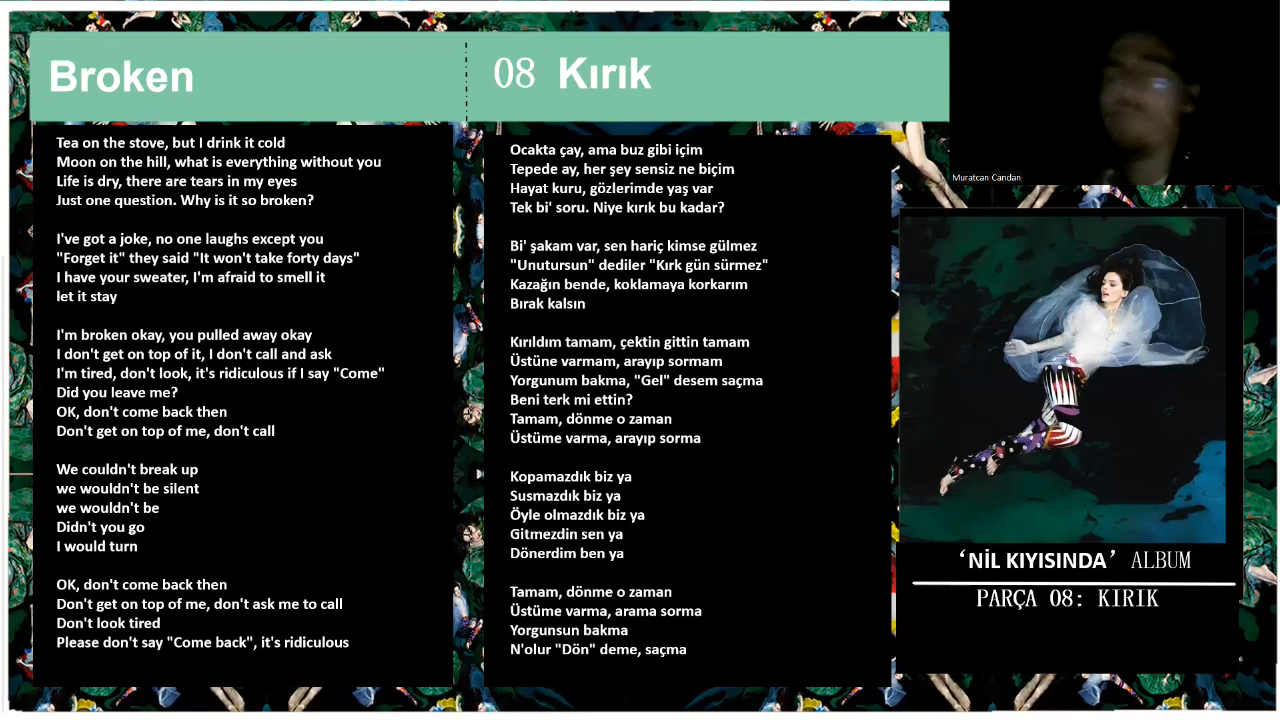 Broken
Tea on the stove, but I drink it cold
Moon on the hill, what is everything without you
Life is dry, there are tears in my eyes
Just one question. Why is it so broken?
I've got a joke, no one laughs except you
"Forget it" they said "It won't take forty days"
I have your sweater, I'm afraid to smell it
let it stay
I'm broken okay, you pulled away okay
I don't get on top of it, I don't call and ask
I'm tired, don't look, it's ridiculous if I say "Come"
Did you leave me?
OK, don't come back then
Don't get on top of me, don't call
We couldn't break up
we wouldn't be silent
we wouldn't be
Didn't you go
I would turn
OK, don't come back then
Don't get on top of me, don't ask me to call
Don't look tired
Please don't say "Come back", it's ridiculous
08 Kırık
Ocakta çay, ama buz gibi içim
Tepede ay, her şey sensiz ne biçim
Hayat kuru, gözlerimde yaş var
Tek bi' soru. Niye kırık bu kadar?
Bi' şakam var, sen hariç kimse gülmez
"Unutursun" dediler "Kırk gün sürmez"
Kazağın bende, koklamaya korkarım
Bırak kalsın
Kırıldım tamam, çektin gittin tamam
Üstüne varmam, arayıp sormam
Yorgunum bakma, "Gel" desem saçma
Beni terk mi ettin?
Tamam, dönme o zaman
Üstüme varma, arayıp sorma
Kopamazdık biz ya
Susmazdık biz ya
Öyle olmazdık biz ya
Gitmezdin sen ya
Dönerdim ben ya
Tamam, dönme o zaman
Üstüme varma, arama sorma
Yorgunsun bakma
N'olur "Dön" deme, saçma
Muratcan Candan
‘NİL KIYISINDA’ ALBUM
PARÇA 08: KIRIK